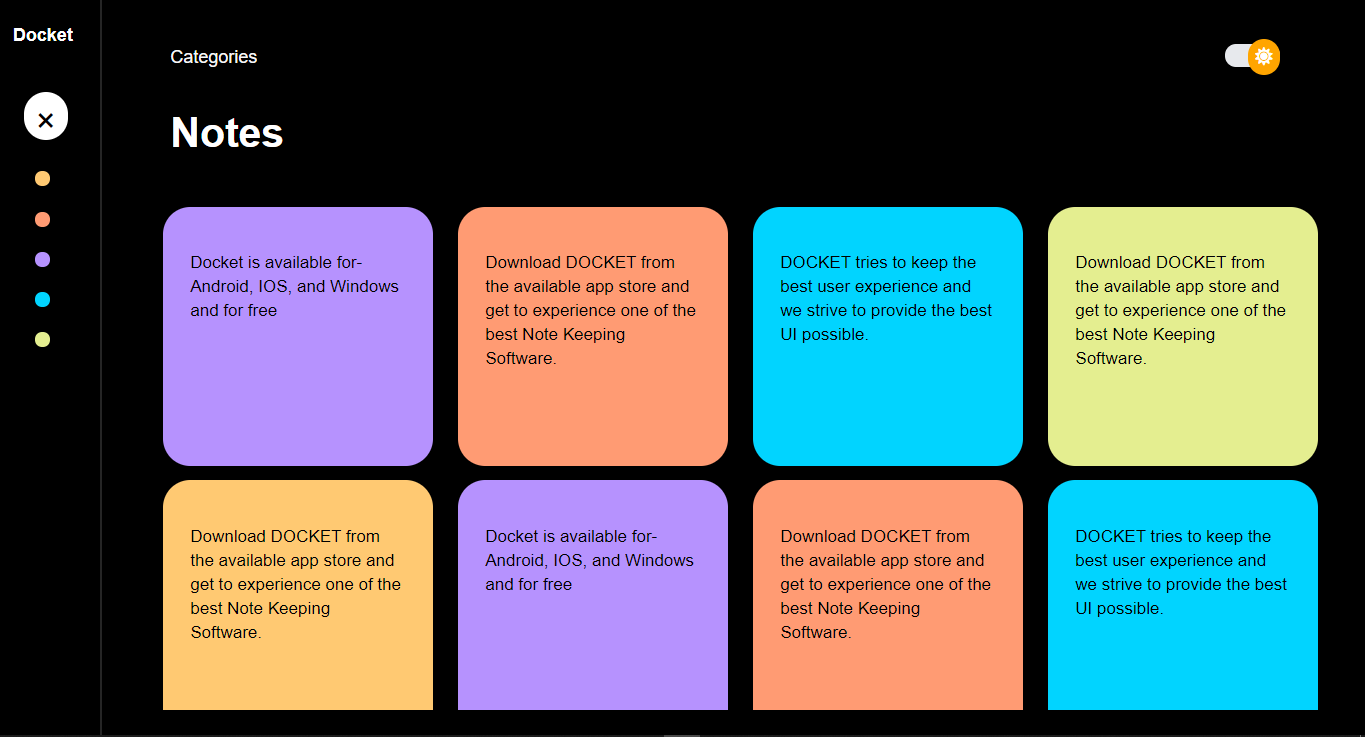 Docket
Categories
Notes
Docket is available for-
Android, IOS, and Windows
and for free
Download DOCKET from
the available app store and
get to experience one of the
best Note Keeping
Software.
DOCKET tries to keep the
best user experience and
we strive to provide the best
UI possible.
Download DOCKET from
the available app store and
get to experience one of the
best Note Keeping
Software.
Download DOCKET from
the available app store and
get to experience one of the
best Note Keeping
Software.
Docket is available for-
Android, IOS, and Windows
and for free
Download DOCKET from
the available app store and
get to experience one of the
best Note Keeping
Software.
DOCKET tries to keep the
best user experience and
we strive to provide the best
UI possible.